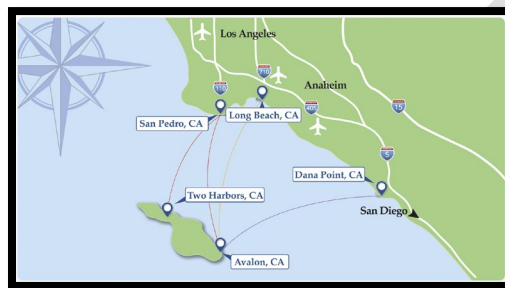 Los Angeles
710
110
Anaheim
405
15
San Pedro, CA
Long Beach, CA
5
Dana Point, CA
Two Harbors, CA
San Diego
Avalon, CA